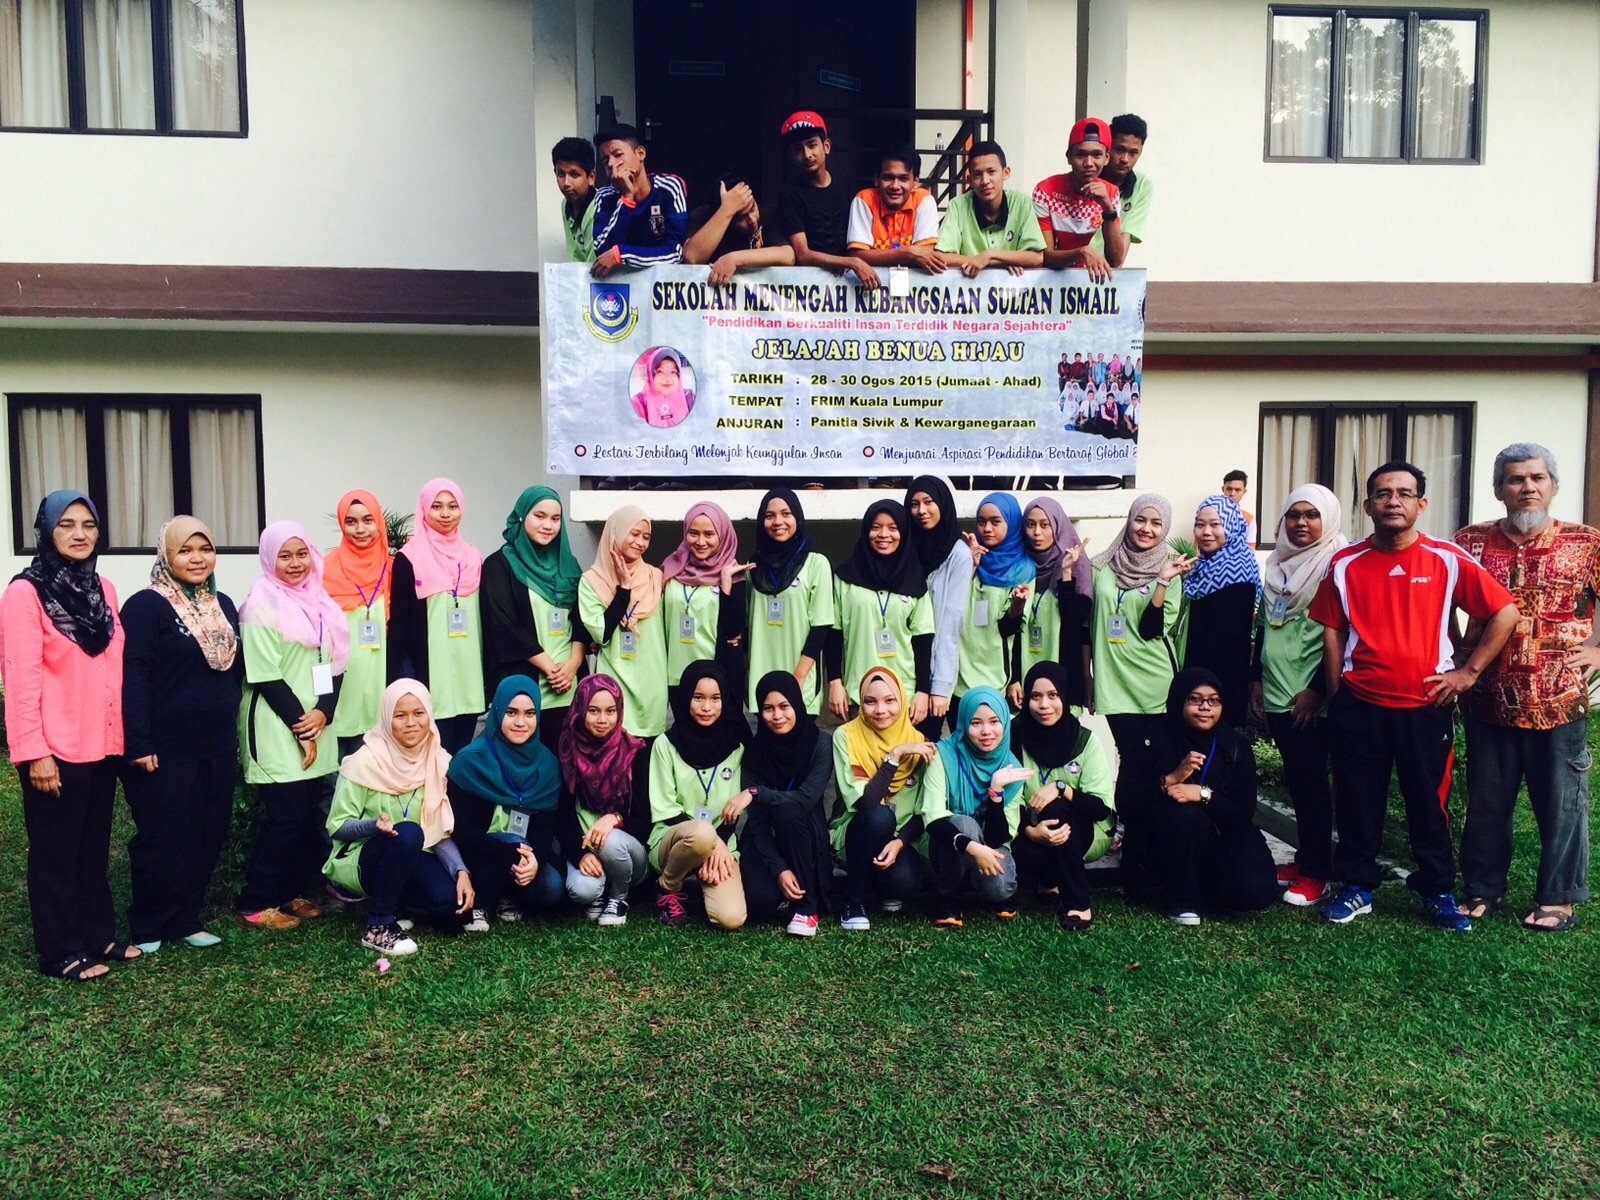 SEKOLAH MENENGAH KEBANGSAAN SULTAN ISMAIL
"Pendidikan Berkualiti Insan Terdidik Negara Sejahtera"
JELAJAH BENUA HIJAU
TARIKH : 28 - 30 Ogos 2015 (Jumaat - Ahad)
TEMPAT : FRIM Kuala Lumpur
ANJURAN : Panitia Sivik & Kewarganegaraan
Lestari Terbilang Melonjak Keunggulan Insan Menjuarai Aspirasi Pendidikan Bertaraf Global
adidas